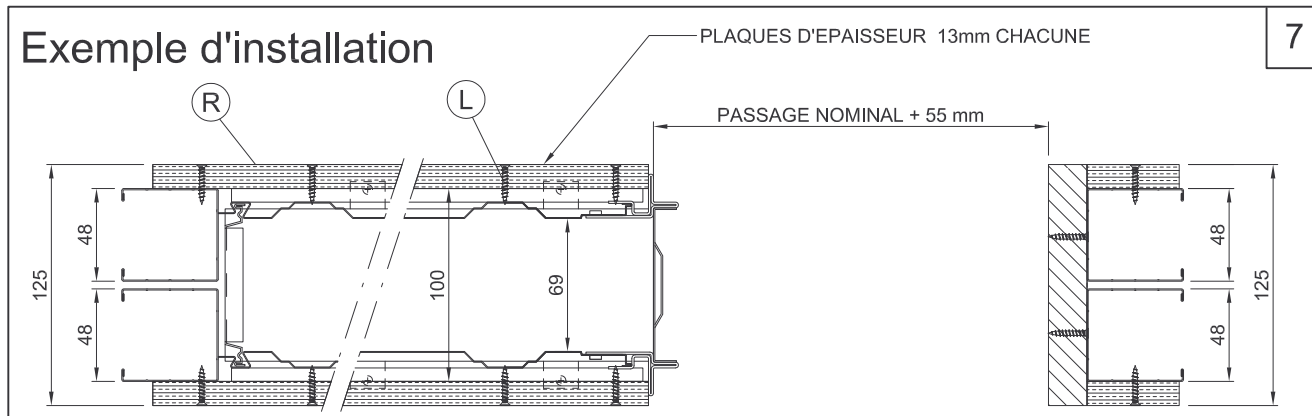 Exemple d'installation
PLAQUES D'EPAISSEUR 13mm CHACUNE
7
R
L
PASSAGE NOMINAL + 55 mm
125
48
48
100
69
48
48
125